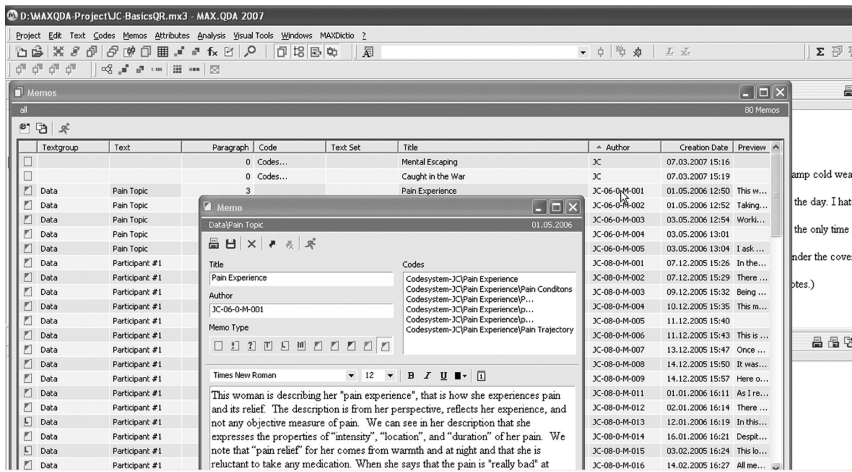 D:\MAXQDA-Project\JC-BasicsQR.mx3 - MAX.QDA 2007
Project Edit Text Codes Memos Attributes Analysis Visual Tools Windows MAXDictio ?
Memos
all 80 Memos
Textgroup Text Paragraph Code Text Set Title Author Creation Date Preview
0 Codes... Mental Escaping JC 07.03.2007 15:16
0 Codes... Caught in the War JC 07.03.2007 15:19
Data Pain Topic 3 Pain Experience JC-06-0-M-001 01.05.2006 12:50 This w...
Data Pain Topic JC-06-0-M-002 01.05.2006 12:52 Taking...
Data Pain Topic JC-06-0-M-003 03.05.2006 12:54 Worki...
Data Pain Topic JC-06-0-M-004 03.05.2006 13:01
Data Pain Topic JC-06-0-M-005 03.05.2006 13:04 I ask ...
Data Participant #1 JC-08-0-M-001 07.12.2005 15:26 In the...
Data Participant #1 JC-08-0-M-002 07.12.2005 15:29 There ...
Data Participant #1 JC-08-0-M-003 09.12.2005 15:32 Being ...
Data Participant #1 JC-08-0-M-004 10.12.2005 15:35 This m...
Data Participant #1 JC-08-0-M-005 11.12.2005 15:40
Data Participant #1 JC-08-0-M-006 11.12.2005 15:43 This is ...
Data Participant #1 JC-08-0-M-007 13.12.2005 15:47 Once ...
Data Participant #1 JC-08-0-M-008 14.12.2005 15:50 It was...
Data Participant #1 JC-08-0-M-009 14.12.2005 15:57 Here o...
Data Participant #1 JC-08-0-M-011 01.01.2006 16:11 As I re...
Data Participant #1 JC-08-0-M-012 02.01.2006 16:14 There ...
Data Participant #1 JC-08-0-M-013 12.01.2006 16:19 In this...
Data Participant #1 JC-08-0-M-014 16.01.2006 16:21 Despit...
Data Participant #1 JC-08-0-M-015 03.02.2006 16:24 This lo...
Data Participant #1 JC-08-0-M-016 14.02.2006 16:27 All me...
Memo
Data\Pain Topic 01.05.2006
Title
Pain Experience
Author
JC-06-0-M-001
Memo Type
Codes
Codesystem-JC\Pain Experience
Codesystem-JC\Pain Experience\Pain Conditons
Codesystem-JC\Pain Experience\P...
Codesystem-JC\Pain Experience\p...
Codesystem-JC\Pain Experience\p...
Codesystem-JC\Pain Experience\Pain Trajectory
Times New Roman 12 B I U
This woman is describing her "pain experience", that is how she experiences pain
and its relief. The description is from her perspective, reflects her experience, and
not any objective measure of pain. We can see in her description that she
expresses the properties of “intensity”, “location”, and “duration” of her pain. We
note that “pain relief” for her comes from warmth and at night and that she is
reluctant to take any medication. When she says that the pain is "really bad" at
amp cold wea
the day. I hat
the only time
nder the cove
otes.)